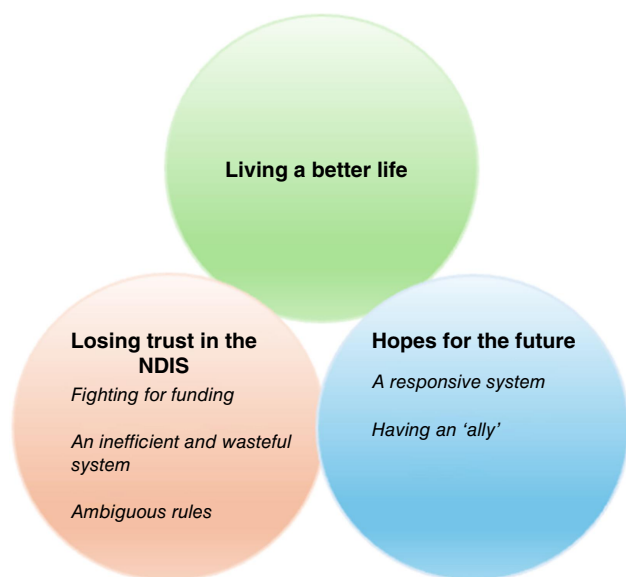 Living a better life
Losing trust in the
NDIS
Fighting for funding
An inefficient and wasteful
system
Ambiguous rules
Hopes for the future
A responsive system
Having an ‘ally’